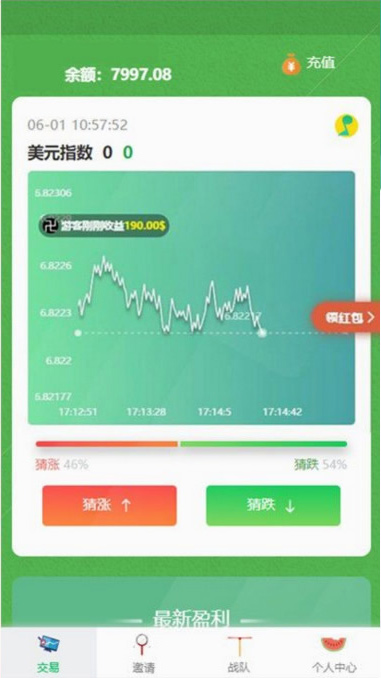 余额：7997.08
充值
06-01 10:57:52
美元指数 0 0
6.82306
卍 游客刚刚收益190.00$
6.8226
6.8223
6.82217
领红包 >
6.822
6.82177
17:12:51 17:13:28 17:14:5 17:14:42
猜涨 46% 猜跌 54%
猜涨 ↑ 猜跌 ↓
最新盈利
交易 邀请 战队 个人中心